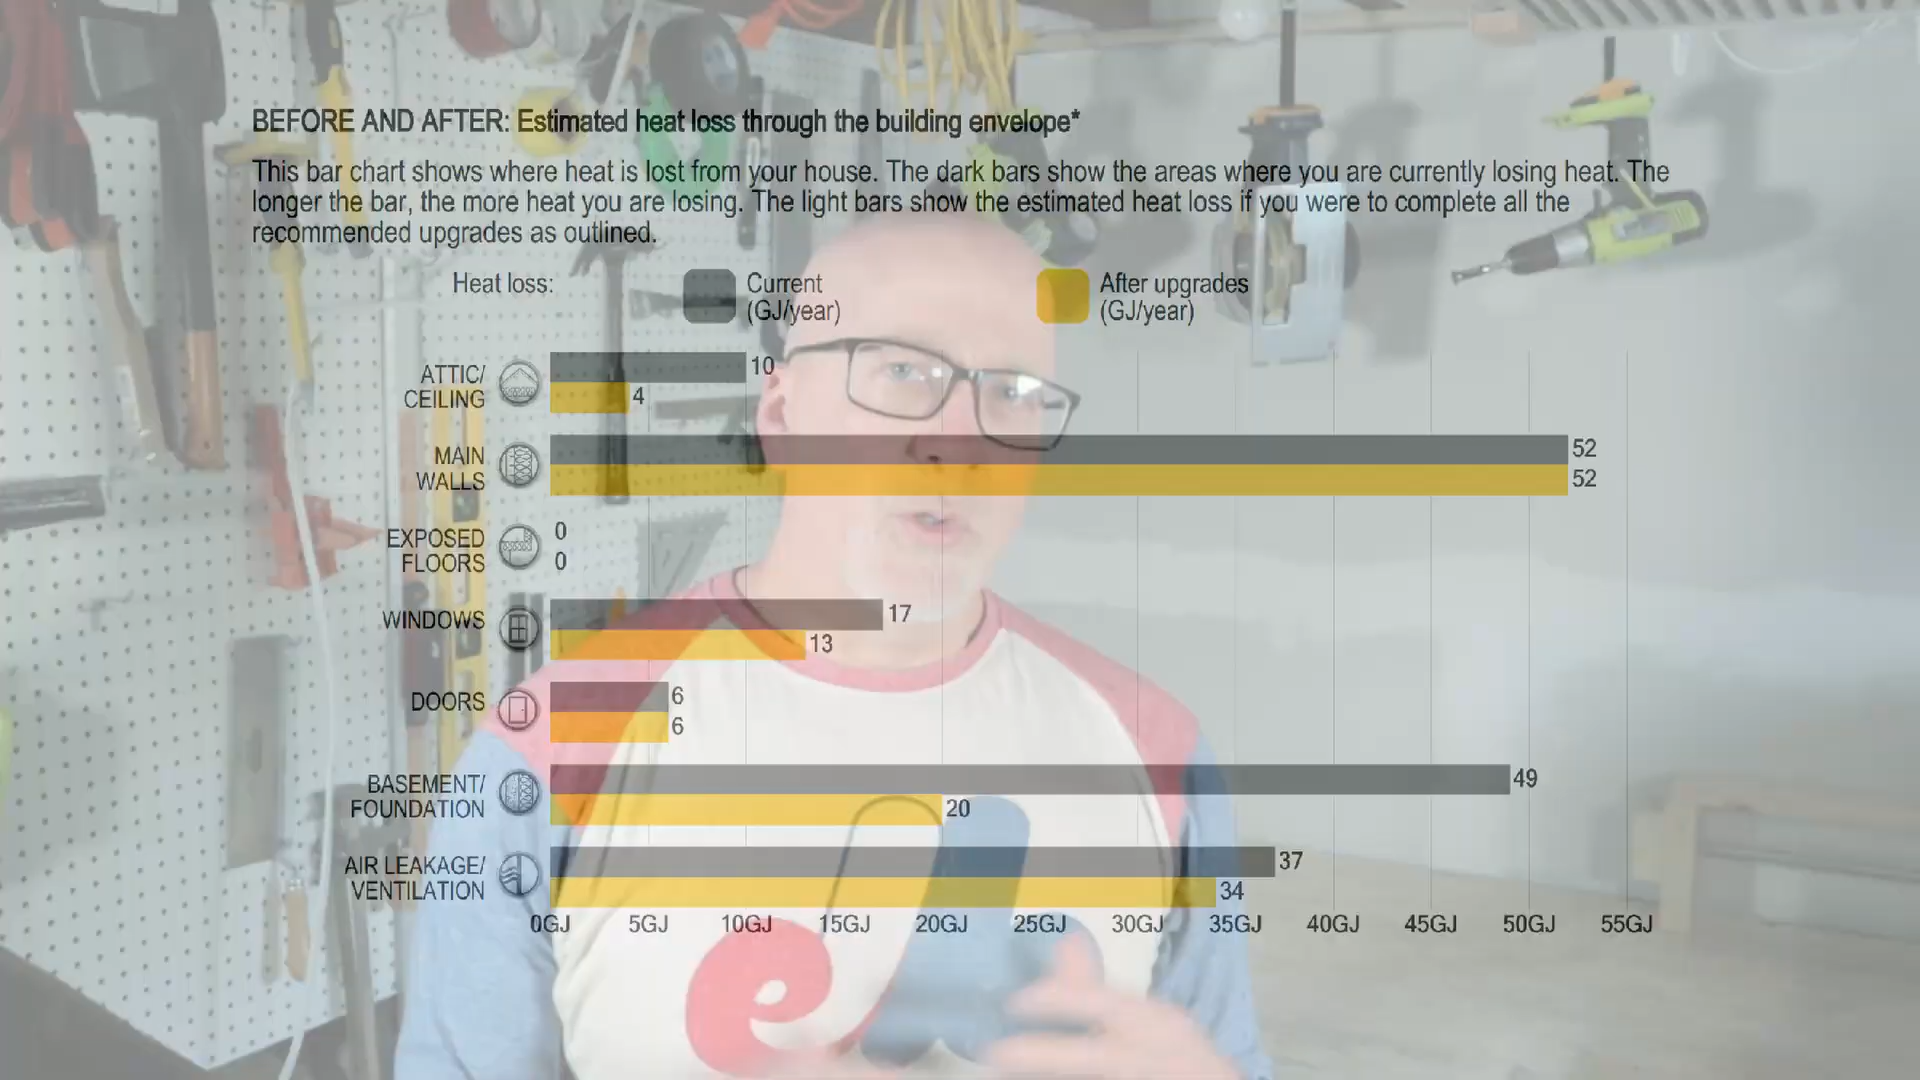 BEFORE AND AFTER: Estimated heat loss through the building envelope*
This bar chart shows where heat is lost from your house. The dark bars show the areas where you are currently losing heat. The
longer the bar, the more heat you are losing. The light bars show the estimated heat loss if you were to complete all the
recommended upgrades as outlined.
Heat loss:
Current
(GJ/year)
After upgrades
(GJ/year)
ATTIC/
CEILING
10
4
MAIN
WALLS
52
52
EXPOSED
FLOORS
0
0
WINDOWS
17
13
DOORS
6
6
BASEMENT/
FOUNDATION
49
20
AIR LEAKAGE/
VENTILATION
37
34
0GJ 5GJ 10GJ 15GJ 20GJ 25GJ 30GJ 35GJ 40GJ 45GJ 50GJ 55GJ